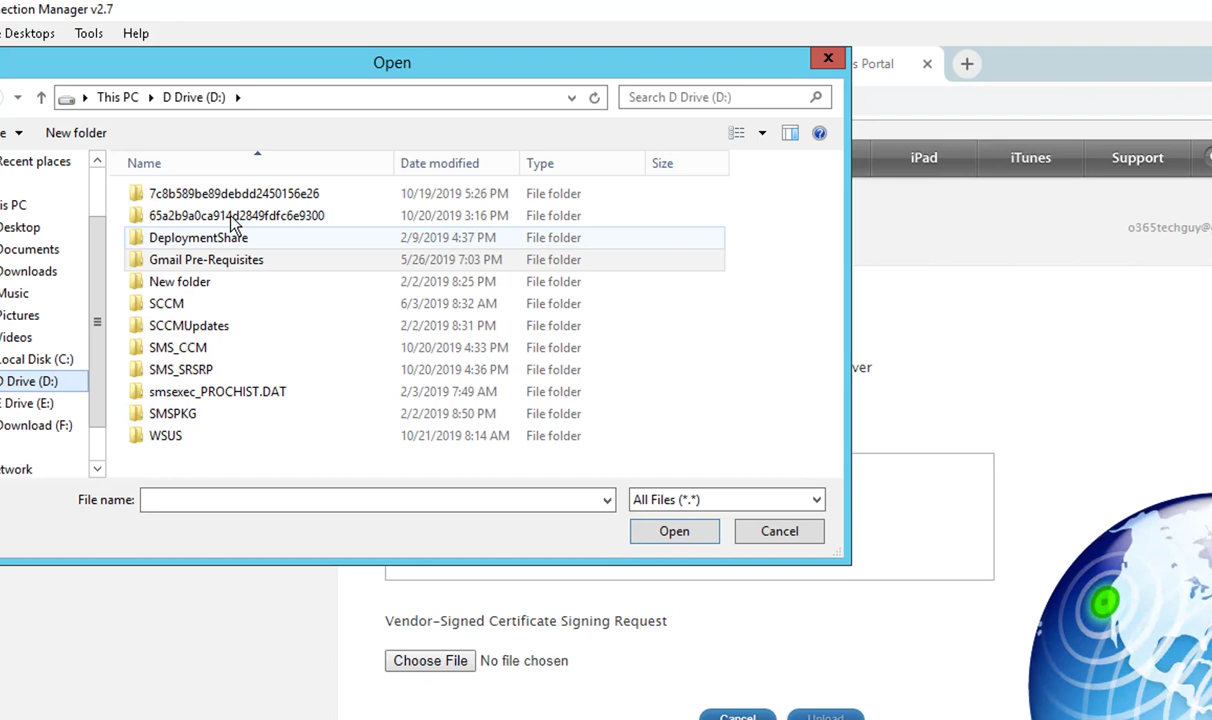 ection Manager v2.7
Desktops Tools Help
Open
s Portal
This PC D Drive (D:) Search D Drive (D:)
e New folder
iPad iTunes Support
Name Date modified Type Size
Recent places
7c8b589be89debdd2450156e26 10/19/2019 5:26 PM File folder
is PC
65a2b9a0ca914d2849fdfc6e9300 10/20/2019 3:16 PM File folder
Desktop
o365techguy@
DeploymentShare 2/9/2019 4:37 PM File folder
Documents
Gmail Pre-Requisites 5/26/2019 7:03 PM File folder
Downloads
New folder 2/2/2019 8:25 PM File folder
Music
SCCM 6/3/2019 8:32 AM File folder
Pictures
SCCMUpdates 2/2/2019 8:31 PM File folder
Videos
SMS_CCM 10/20/2019 4:33 PM File folder
Local Disk (C:)
SMS_SRSRP 10/20/2019 4:36 PM File folder
ver
D Drive (D:)
smsexec_PROCHIST.DAT 2/3/2019 7:49 AM File folder
E Drive (E:)
SMSPKG 2/2/2019 8:50 PM File folder
Download (F:)
WSUS 10/21/2019 8:14 AM File folder
etwork
File name: All Files (*.*)
Open Cancel
Vendor-Signed Certificate Signing Request
Choose File No file chosen
Cancel Upload